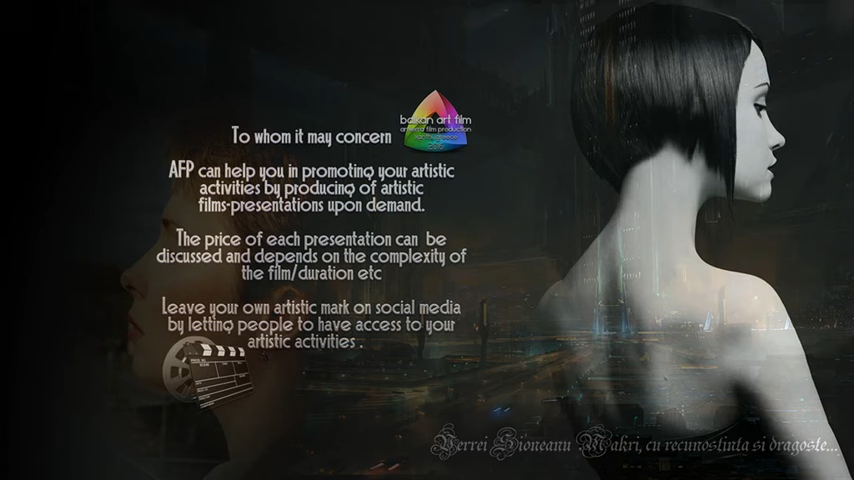 balkan art film
To whom it may concern
AFP can help you in promoting your artistic
activities by producing of artistic
films-presentations upon demand.
The price of each presentation can be
discussed and depends on the complexity of
the film/duration etc
Leave your own artistic mark on social media
by letting people to have access to your
artistic activities .
Makri, cu recunostinta si dragoste...